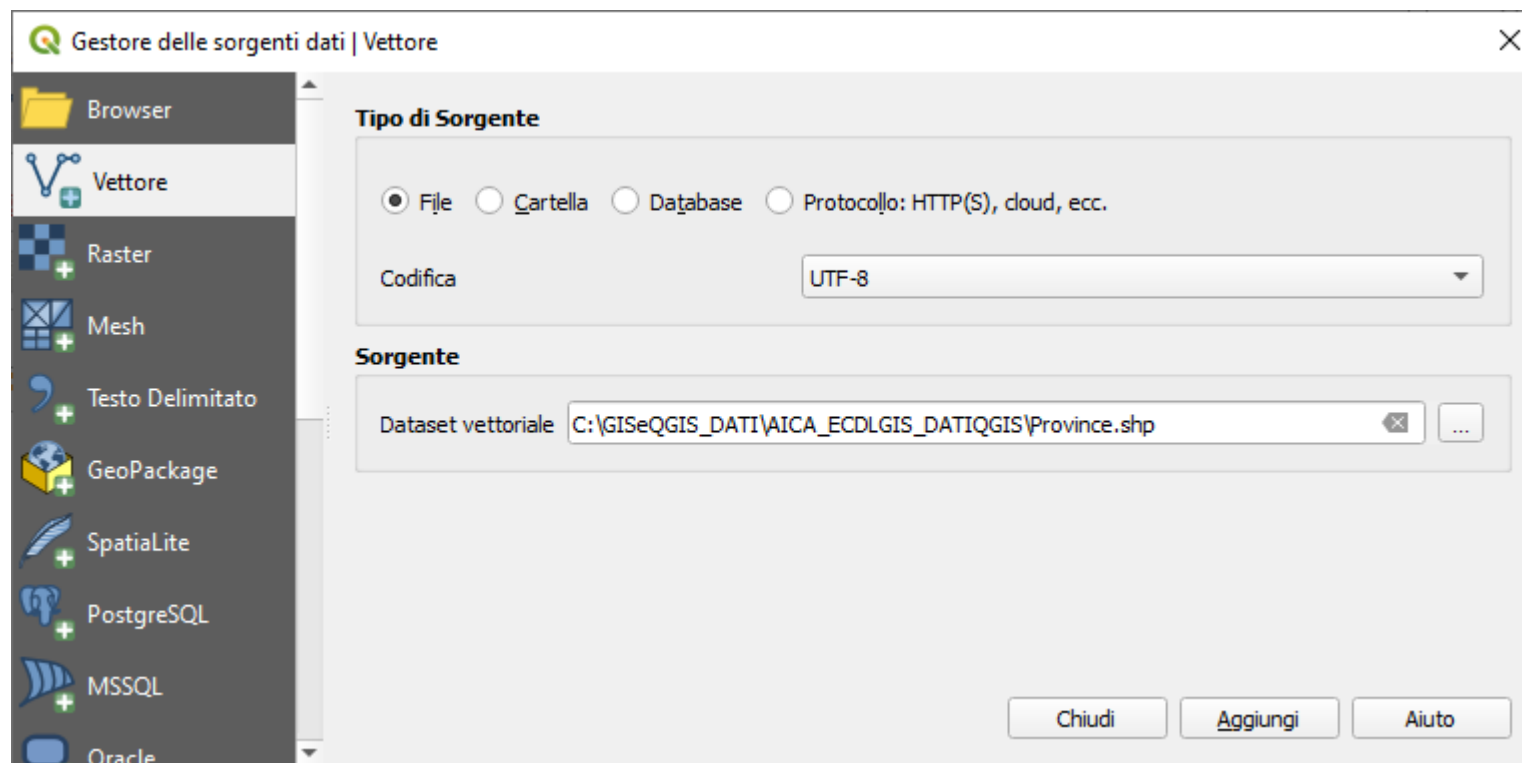 Gestore delle sorgenti dati | Vettore
Browser
Vettore
Raster
Mesh
Testo Delimitato
GeoPackage
SpatiaLite
PostgreSQL
MSSQL
Oracle
Tipo di Sorgente
File Cartella Database Protocollo: HTTP(S), cloud, ecc.
Codifica UTF-8
Sorgente
Dataset vettoriale C:\GISeQGIS_DATI\AICA_ECDLGIS_DATIQGIS\Province.shp ...
Chiudi Aggiungi Aiuto